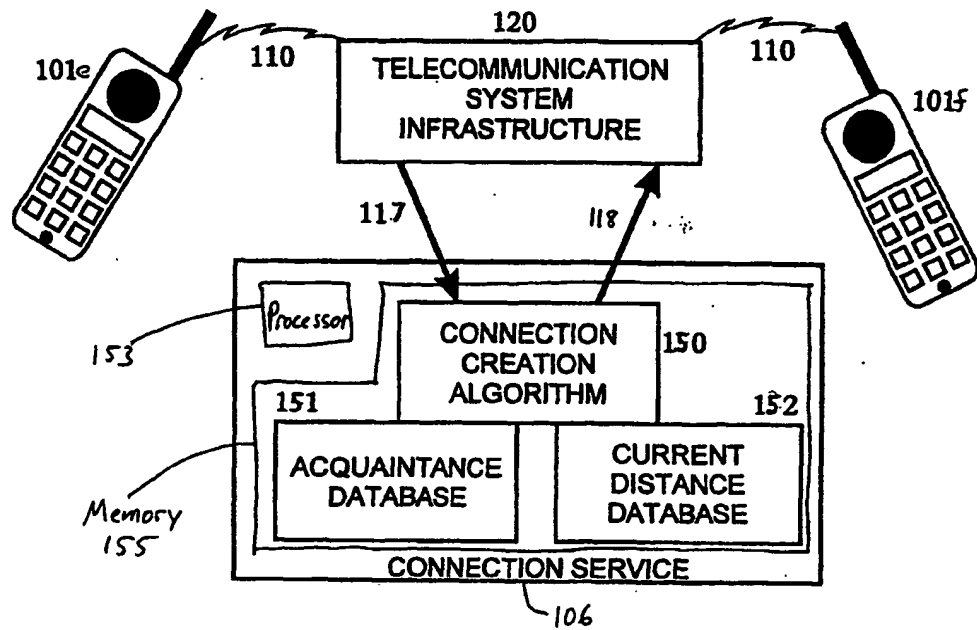 120
110
110
101e
101f
TELECOMMUNICATION
SYSTEM
INFRASTRUCTURE
117
118
Processor
153
CONNECTION
CREATION
ALGORITHM
150
151
152
ACQUAINTANCE
DATABASE
CURRENT
DISTANCE
DATABASE
Memory
155
CONNECTION SERVICE
106